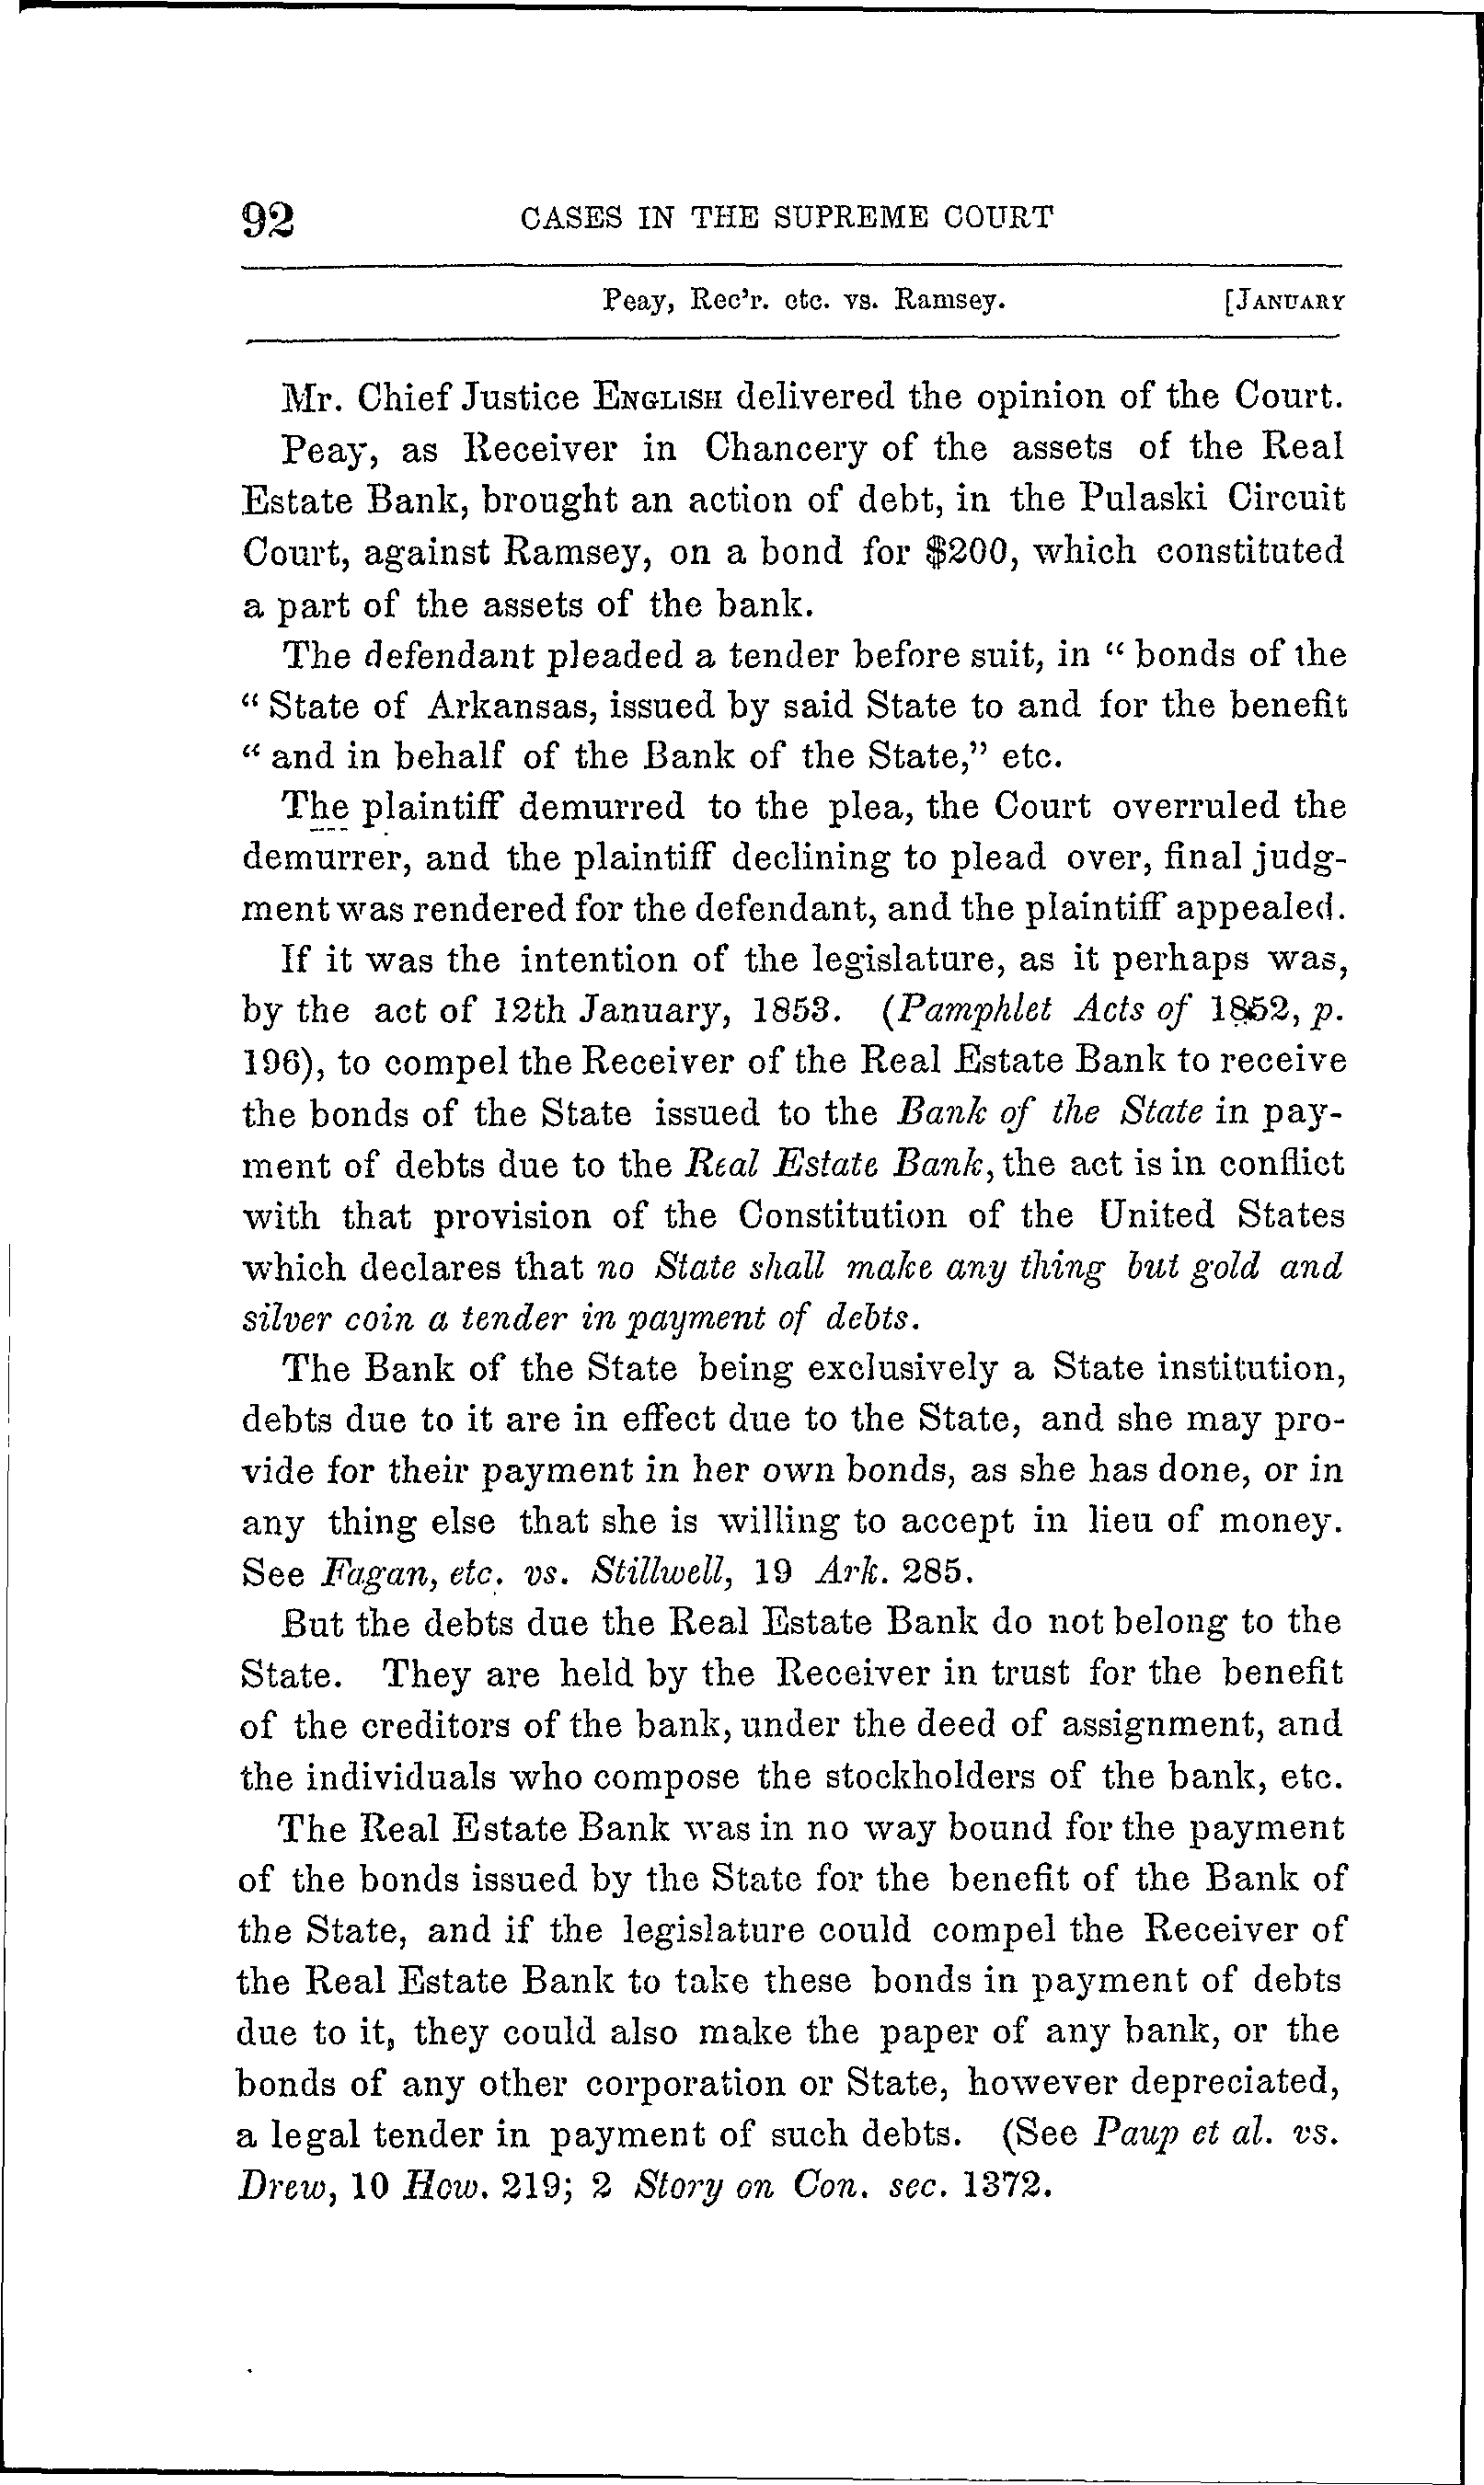 92 CASES IN THE SUPREME COURT
Peay, Rec'r. etc. vs. Ramsey. [JANUARY
Mr. Chief Justice ENGLISH delivered the opinion of the Court.
Peay, as Receiver in Chancery of the assets of the Real
Estate Bank, brought an action of debt, in the Pulaski Circuit
Court, against Ramsey, on a bond for $200, which constituted
a part of the assets of the bank.
The defendant pleaded a tender before suit, in “ bonds of the
“ State of Arkansas, issued by said State to and for the benefit
“ and in behalf of the Bank of the State,” etc.
The plaintiff demurred to the plea, the Court overruled the
demurrer, and the plaintiff declining to plead over, final judg-
ment was rendered for the defendant, and the plaintiff appealed.
If it was the intention of the legislature, as it perhaps was,
by the act of 12th January, 1853. (Pamphlet Acts of 1852, p.
196), to compel the Receiver of the Real Estate Bank to receive
the bonds of the State issued to the Bank of the State in pay-
ment of debts due to the Real Estate Bank, the act is in conflict
with that provision of the Constitution of the United States
which declares that no State shall make any thing but gold and
silver coin a tender in payment of debts.
The Bank of the State being exclusively a State institution,
debts due to it are in effect due to the State, and she may pro-
vide for their payment in her own bonds, as she has done, or in
any thing else that she is willing to accept in lieu of money.
See Fagan, etc. vs. Stillwell, 19 Ark. 285.
But the debts due the Real Estate Bank do not belong to the
State. They are held by the Receiver in trust for the benefit
of the creditors of the bank, under the deed of assignment, and
the individuals who compose the stockholders of the bank, etc.
The Real Estate Bank was in no way bound for the payment
of the bonds issued by the State for the benefit of the Bank of
the State, and if the legislature could compel the Receiver of
the Real Estate Bank to take these bonds in payment of debts
due to it, they could also make the paper of any bank, or the
bonds of any other corporation or State, however depreciated,
a legal tender in payment of such debts. (See Paup et al. vs.
Drew, 10 How. 219; 2 Story on Con. sec. 1372.